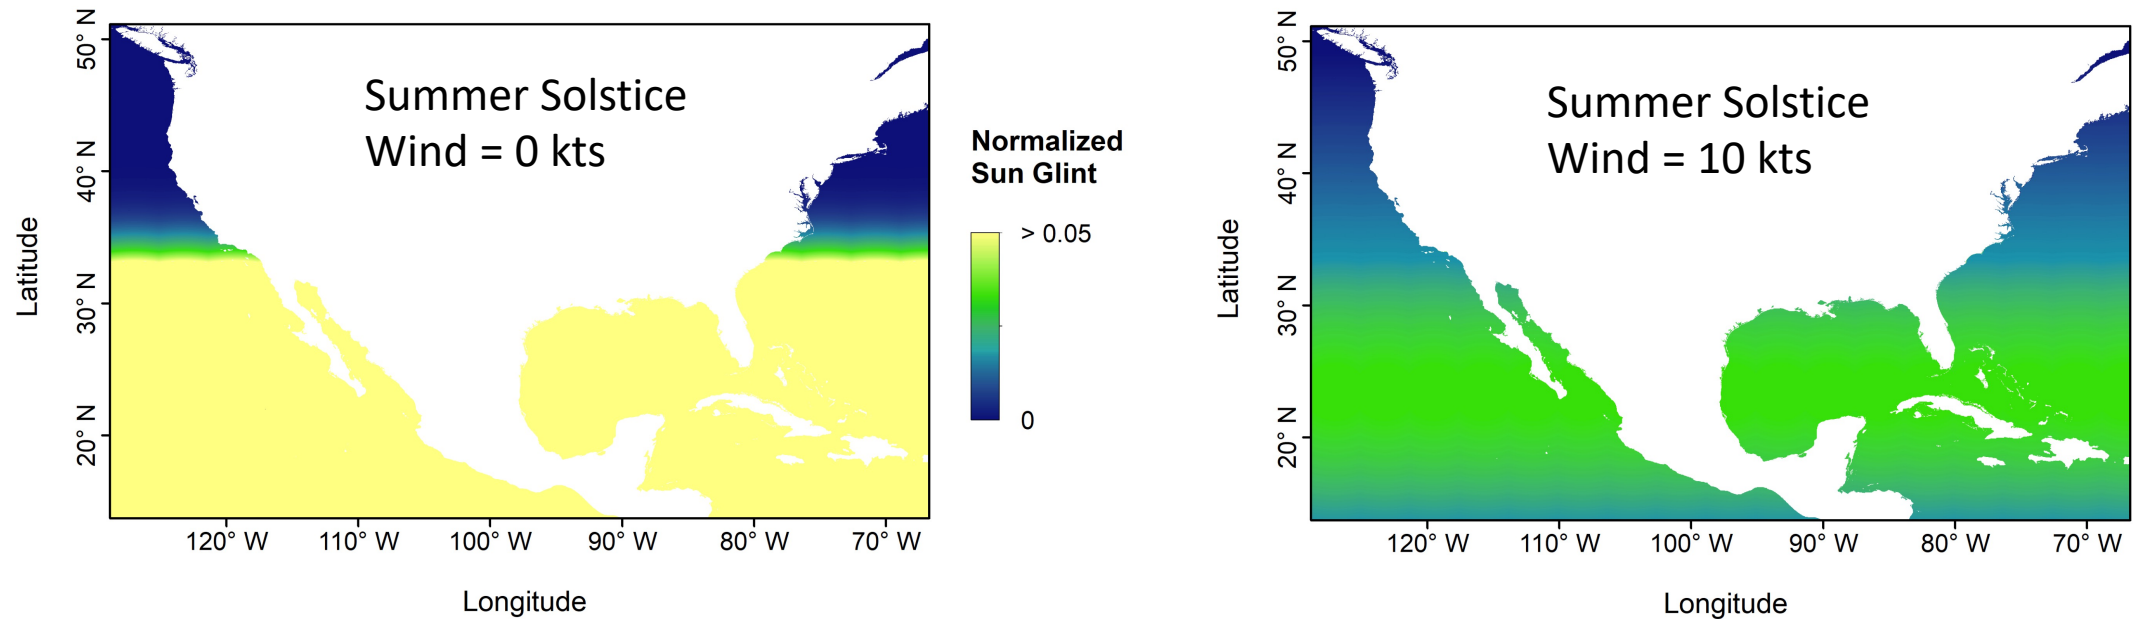 Summer Solstice
Wind = 0 kts
50° N
40° N
30° N
20° N
Latitude
120° W
110° W
100° W
90° W
80° W
70° W
Longitude
Normalized
Sun Glint
> 0.05
0
Summer Solstice
Wind = 10 kts
50° N
40° N
30° N
20° N
Latitude
120° W
110° W
100° W
90° W
80° W
70° W
Longitude